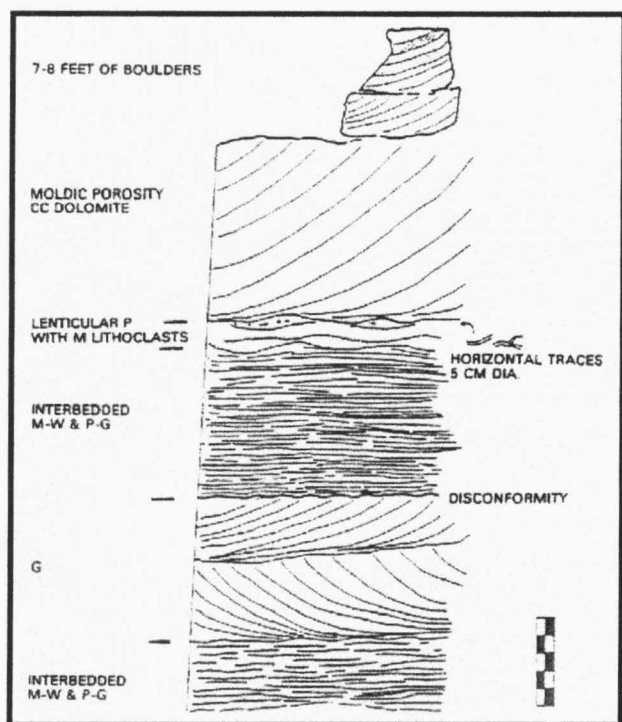 7-8 FEET OF BOULDERS
MOLDIC POROSITY
CC DOLOMITE
LENTICULAR P
WITH M LITHOCLASTS
HORIZONTAL TRACES
5 CM DIA.
INTERBEDDED
M-W & P-G
DISCONFORMITY
G
INTERBEDDED
M-W & P-G